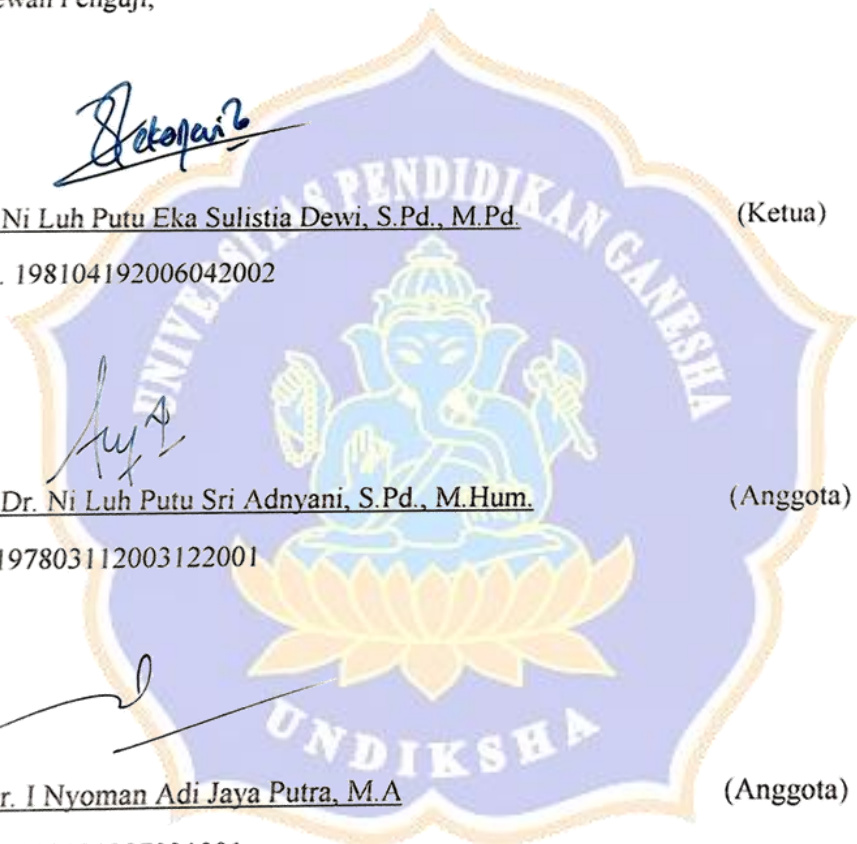 ewan Penguji,
Ni Luh Putu Eka Sulistia Dewi, S.Pd., M.Pd. (Ketua)
. 198104192006042002
Dr. Ni Luh Putu Sri Adnyani, S.Pd., M.Hum. (Anggota)
197803112003122001
r. I Nyoman Adi Jaya Putra, M.A (Anggota)
UNIVERSITAS PENDIDIKAN GANESHA
UNDIKSHA